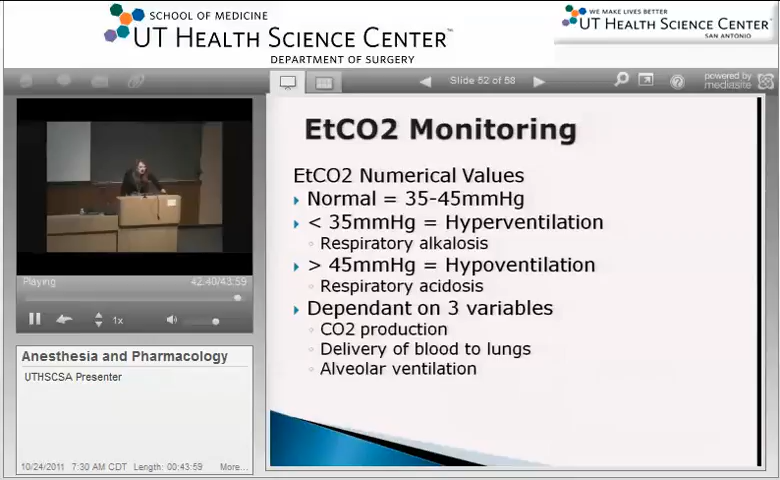 SCHOOL OF MEDICINE
UT HEALTH SCIENCE CENTER™
DEPARTMENT OF SURGERY
WE MAKE LIVES BETTER
UT HEALTH SCIENCE CENTER
SAN ANTONIO
Slide 52 of 58
powered by
mediasite
EtCO2 Monitoring
EtCO2 Numerical Values
Normal = 35-45mmHg
< 35mmHg = Hyperventilation
Respiratory alkalosis
> 45mmHg = Hypoventilation
Respiratory acidosis
Dependant on 3 variables
CO2 production
Delivery of blood to lungs
Alveolar ventilation
Playing 42:40/43:59
1x
Anesthesia and Pharmacology
UTHSCSA Presenter
10/24/2011 7:30 AM CDT Length: 00:43:59 More...